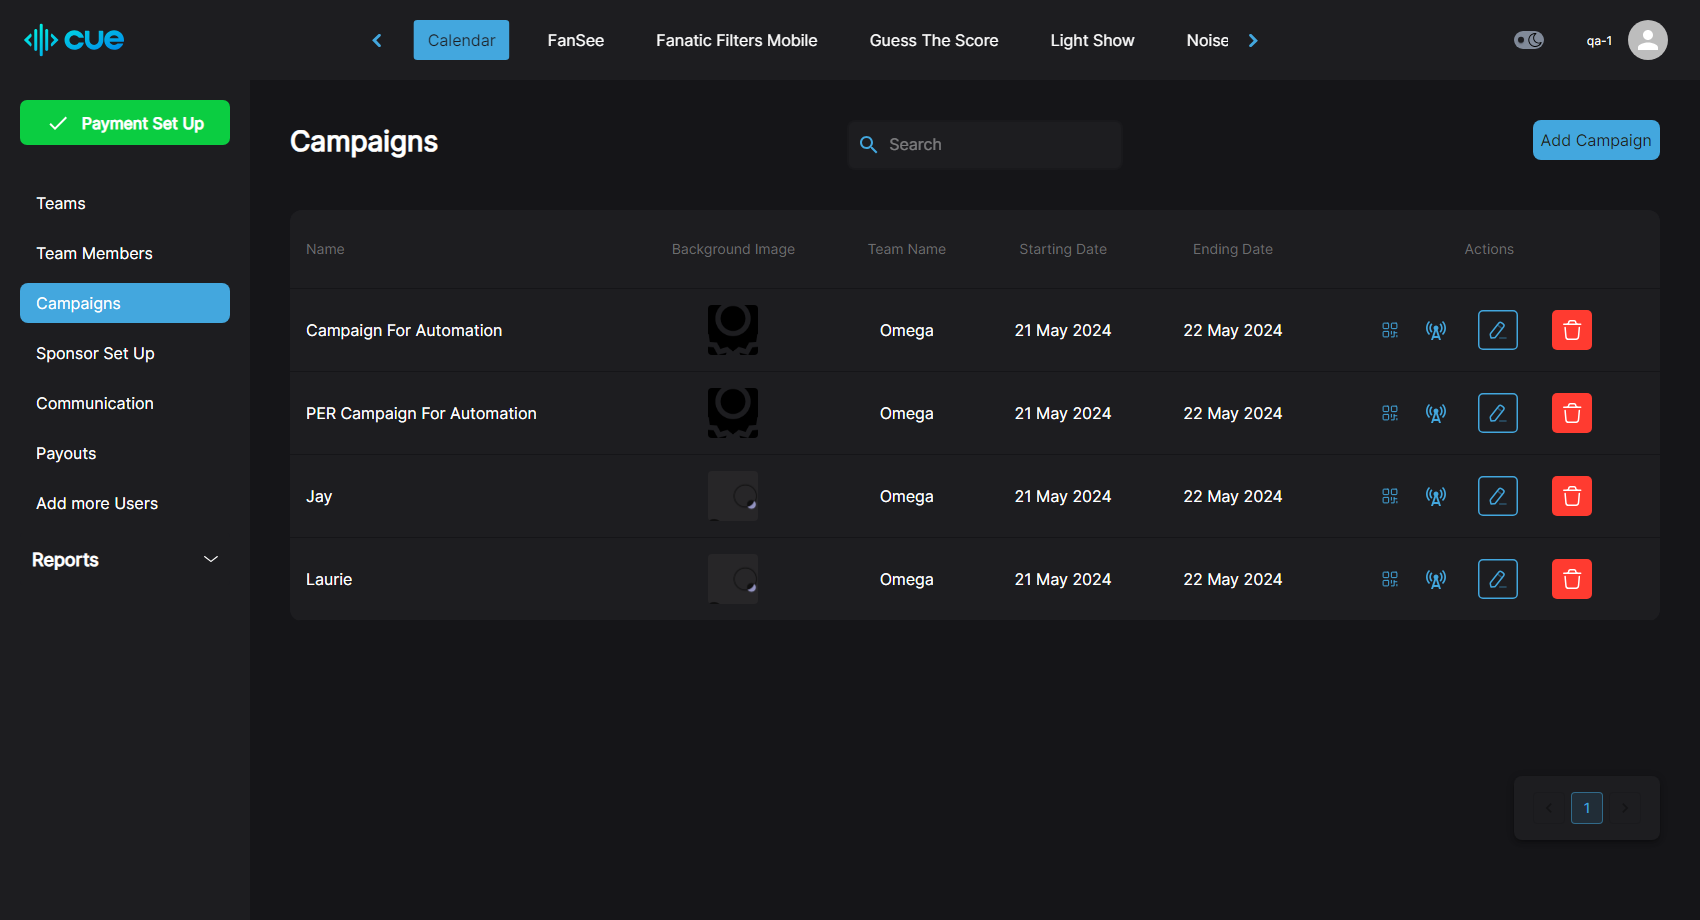 cue
Calendar
FanSee
Fanatic Filters Mobile
Guess The Score
Light Show
Noise
qa-1
Payment Set Up
Teams
Team Members
Campaigns
Sponsor Set Up
Communication
Payouts
Add more Users
Reports
Campaigns
Search
Add Campaign
Name Background Image Team Name Starting Date Ending Date Actions
Campaign For Automation Omega 21 May 2024 22 May 2024
PER Campaign For Automation Omega 21 May 2024 22 May 2024
Jay Omega 21 May 2024 22 May 2024
Laurie Omega 21 May 2024 22 May 2024
1